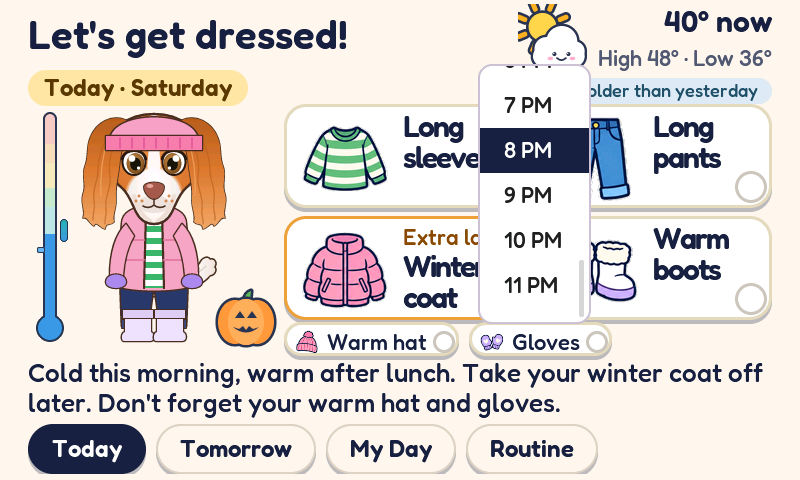 Let's get dressed!
40° now
High 48° · Low 36°
Today · Saturday
older than yesterday
7 PM
8 PM
9 PM
10 PM
11 PM
Long
sleeve
Long
pants
Extra
Winter
coat
Warm
boots
Warm hat
Gloves
Cold this morning, warm after lunch. Take your winter coat off
later. Don't forget your warm hat and gloves.
Today
Tomorrow
My Day
Routine